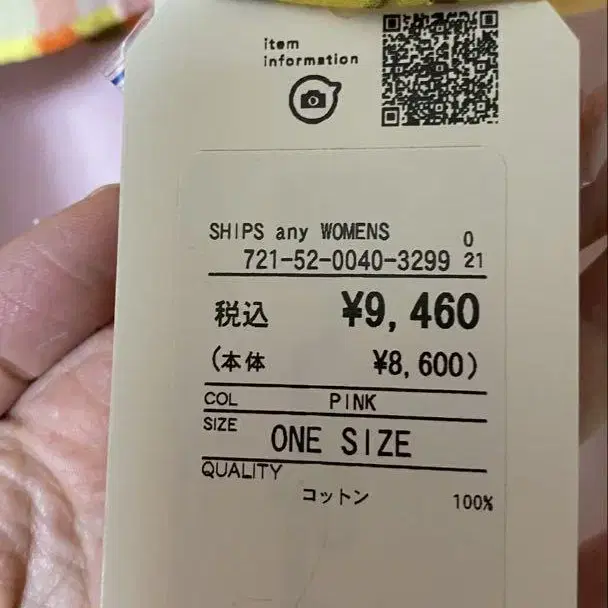 item
information
SHIPS any WOMENS 0
721-52-0040-3299 21
税込 ¥9,460
(本体 ¥8,600)
COL PINK
SIZE ONE SIZE
QUALITY
コットン 100%